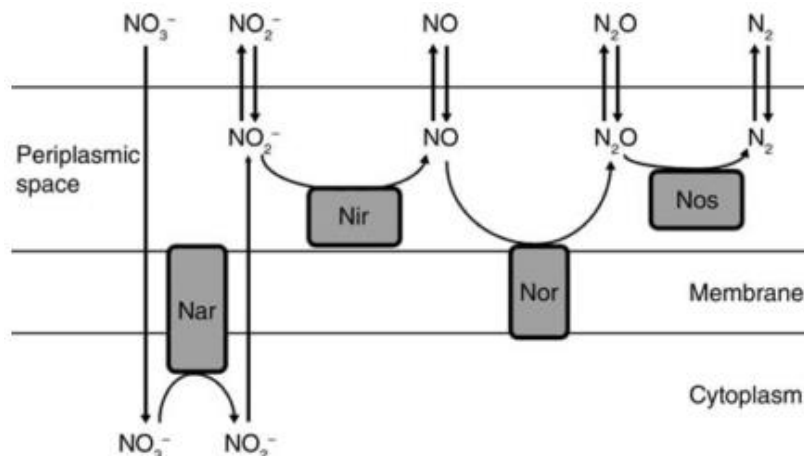 NO₃⁻ NO₂⁻ NO N₂O N₂
Periplasmic
space
NO₂⁻ NO N₂O N₂
Nir
Nos
Nar
Nor
Membrane
Cytoplasm
NO₃⁻ NO₂⁻